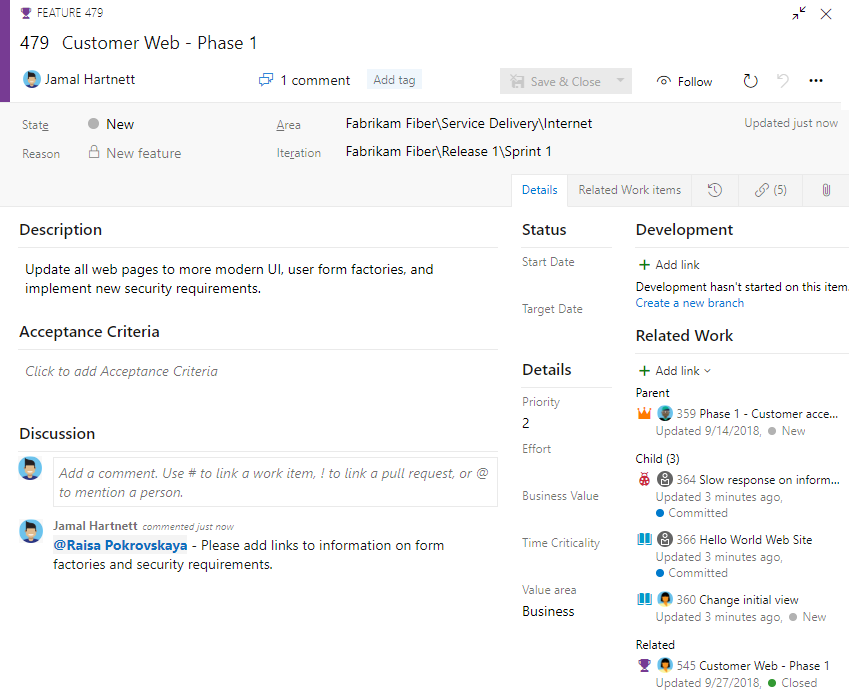 FEATURE 479
479 Customer Web - Phase 1
Jamal Hartnett
1 comment
Add tag
Save & Close
Follow
State
New
Area
Fabrikam Fiber\Service Delivery\Internet
Updated just now
Reason
New feature
Iteration
Fabrikam Fiber\Release 1\Sprint 1
Details
Related Work items
(5)
Description
Update all web pages to more modern UI, user form factories, and
implement new security requirements.
Acceptance Criteria
Click to add Acceptance Criteria
Discussion
Add a comment. Use # to link a work item, ! to link a pull request, or @
to mention a person.
Jamal Hartnett commented just now
@Raisa Pokrovskaya - Please add links to information on form
factories and security requirements.
Status
Start Date
Target Date
Details
Priority
2
Effort
Business Value
Time Criticality
Value area
Business
Development
+ Add link
Development hasn't started on this item.
Create a new branch
Related Work
+ Add link
Parent
359 Phase 1 - Customer acce...
Updated 9/14/2018, New
Child (3)
364 Slow response on inform...
Updated 3 minutes ago,
Committed
366 Hello World Web Site
Updated 3 minutes ago,
Committed
360 Change initial view
Updated 3 minutes ago, New
Related
545 Customer Web - Phase 1
Updated 9/27/2018, Closed